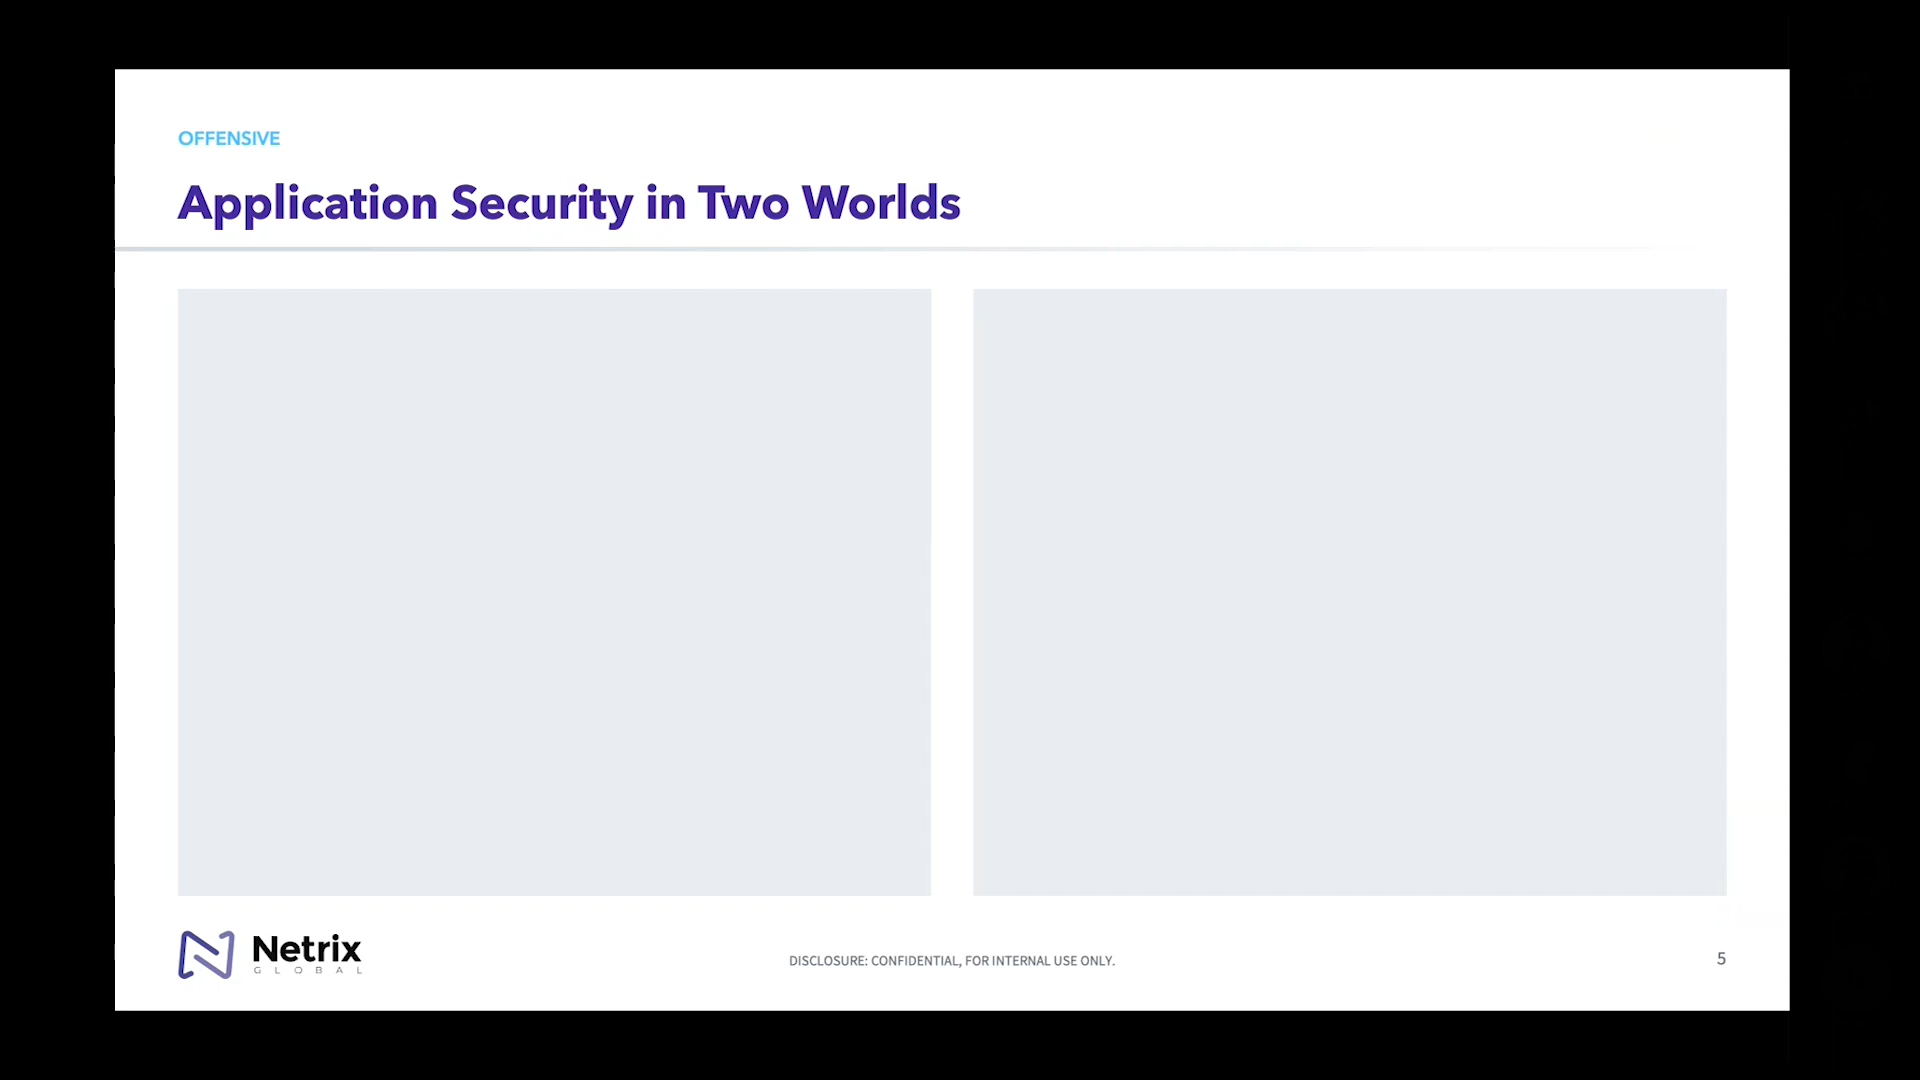 OFFENSIVE
Application Security in Two Worlds
Netrix
GLOBAL
DISCLOSURE: CONFIDENTIAL, FOR INTERNAL USE ONLY.
5